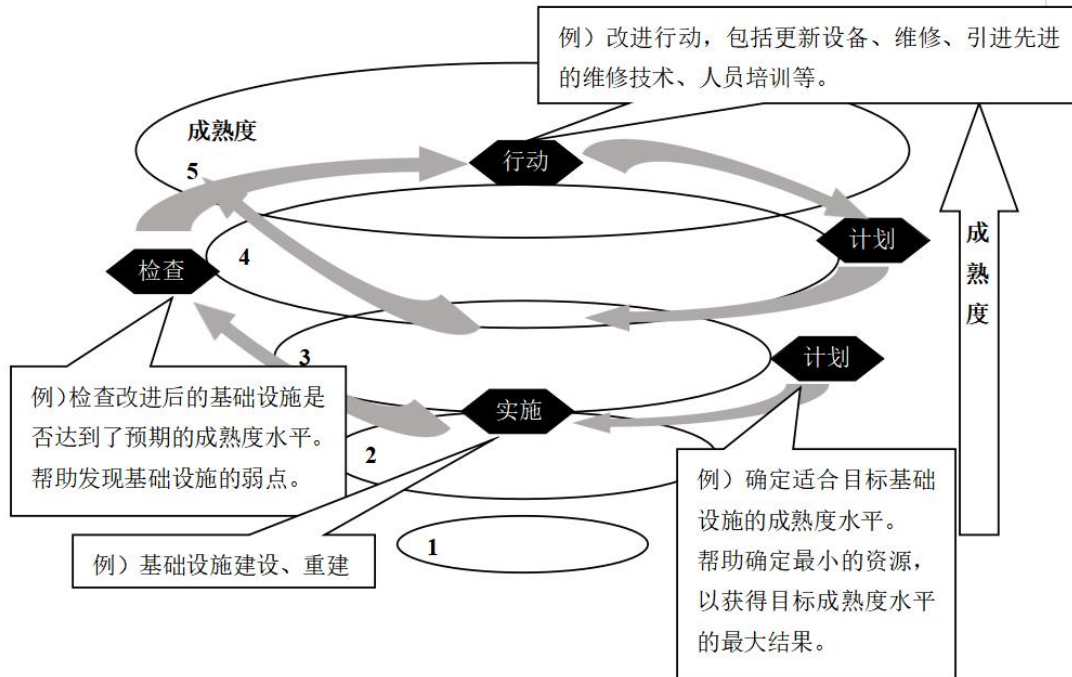 例）改进行动，包括更新设备、维修、引进先进
的维修技术、人员培训等。
成熟度
5
行动
4
计划
检查
成
熟
度
3
计划
例）检查改进后的基础设施是
否达到了预期的成熟度水平。
帮助发现基础设施的弱点。
实施
2
例）确定适合目标基础
设施的成熟度水平。
帮助确定最小的资源，
以获得目标成熟度水平
的最大结果。
1
例）基础设施建设、重建